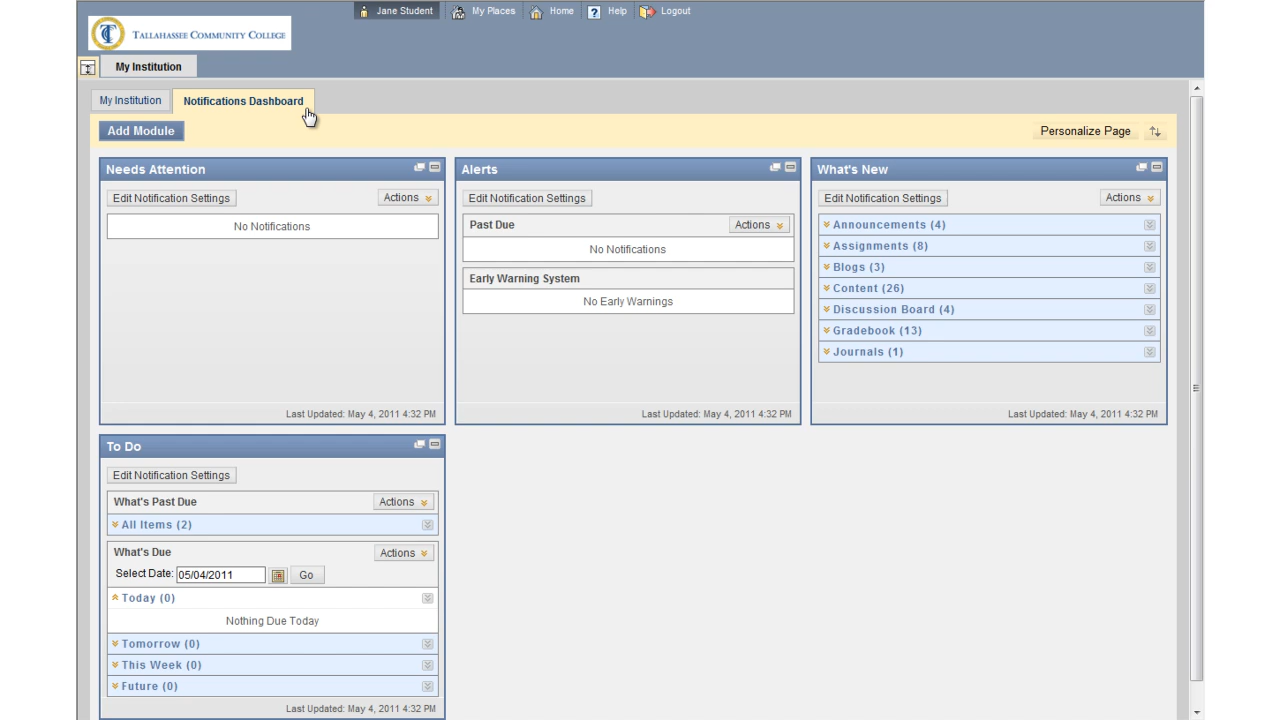 Jane Student My Places Home Help Logout
TALLAHASSEE COMMUNITY COLLEGE
My Institution
My Institution Notifications Dashboard
Add Module Personalize Page
Needs Attention
Edit Notification Settings Actions
No Notifications
Last Updated: May 4, 2011 4:32 PM
Alerts
Edit Notification Settings
Past Due Actions
No Notifications
Early Warning System
No Early Warnings
Last Updated: May 4, 2011 4:32 PM
What's New
Edit Notification Settings Actions
Announcements (4)
Assignments (8)
Blogs (3)
Content (26)
Discussion Board (4)
Gradebook (13)
Journals (1)
Last Updated: May 4, 2011 4:32 PM
To Do
Edit Notification Settings
What's Past Due Actions
All Items (2)
What's Due Actions
Select Date: 05/04/2011 Go
Today (0)
Nothing Due Today
Tomorrow (0)
This Week (0)
Future (0)
Last Updated: May 4, 2011 4:32 PM